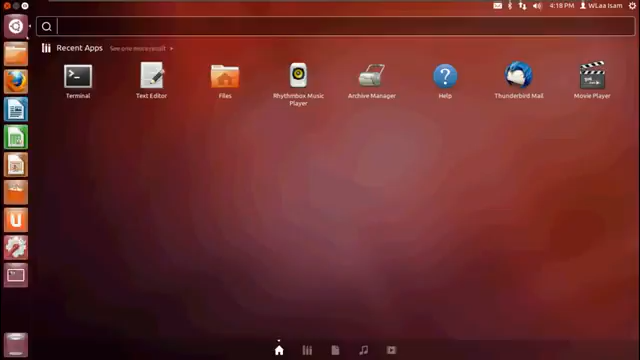 4:18 PM WLaa Isam
Recent Apps See one more result
Terminal
Text Editor
Files
Rhythmbox Music Player
Archive Manager
Help
Thunderbird Mail
Movie Player